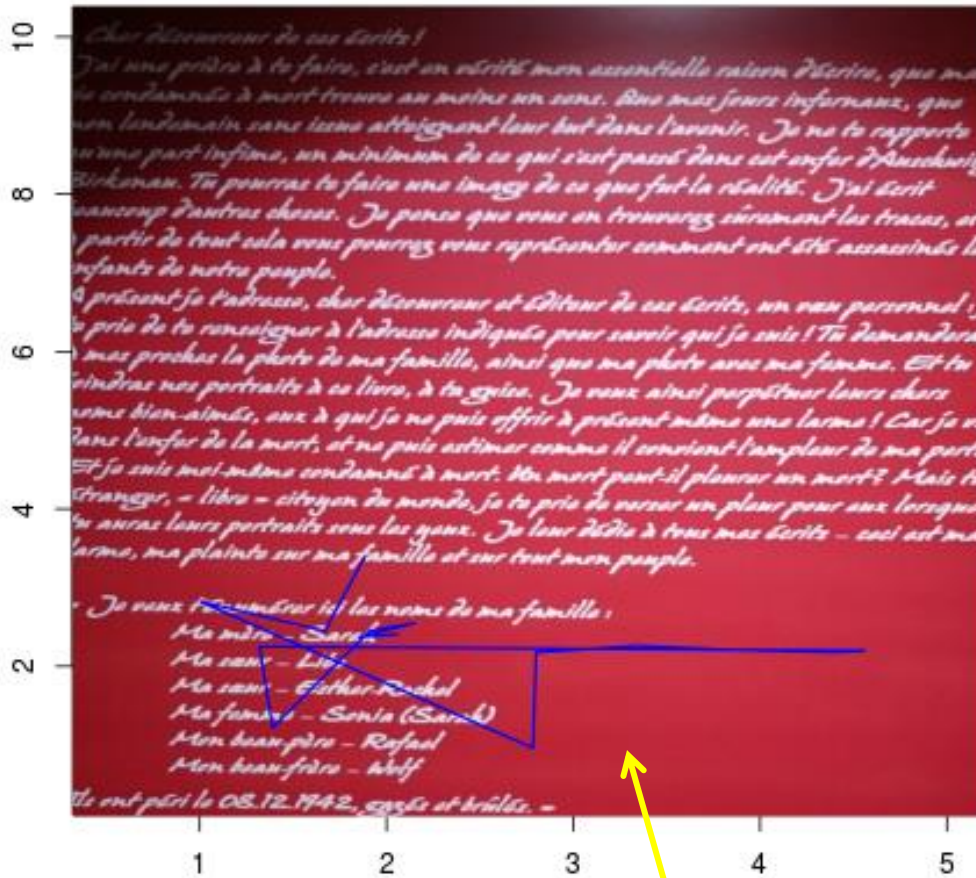 10
8
6
4
2
1
2
3
4
5
Cher découvreur de ces écrits !
J'ai une prière à te faire, c'est en vérité mon essentielle raison d'écrire, que ma
condamnée à mort trouve au moins un sens. Que mes jours infernaux, que
mon lendemain sans issue atteignent leur but dans l'avenir. Je ne te rapporte
qu'une part infime, un minimum de ce qui s'est passé dans cet enfer d'Auschwitz
Birkenau. Tu pourras te faire une image de ce que fut la réalité. J'ai écrit
beaucoup d'autres choses. Je pense que vous en trouverez sûrement les traces, et
à partir de tout cela vous pourrez vous représenter comment ont été assassinés
enfants de notre peuple.
A présent je t'adresse, cher découvreur et éditeur de ces écrits, un vœu personnel :
te prie de te renseigner à l'adresse indiquée pour savoir qui je suis ! Tu
à mes proches la photo de ma famille, ainsi que ma photo avec ma femme. Et tu
joindras nos portraits à ce livre, à ta guise. Je veux ainsi perpétuer leurs chers
noms bien-aimés, eux à qui je ne puis offrir à présent même une larme ! Car je
dans l'enfer de la mort, et ne puis estimer comme il convient l'ampleur de ma
Et je suis moi-même condamné à mort. Un mort peut-il pleurer un mort ? Mais
étranger, – libre – citoyen du monde, je te prie de verser un pleur pour eux lorsque
tu auras leurs portraits sous les yeux. Je leur dédie à tous mes écrits – ceci est ma
larme, ma plainte sur ma famille et sur tout mon peuple.
– Je veux énumérer ici les noms de ma famille :
Ma mère – Sarah
Ma sœur –
Ma sœur – Esther-Rachel
Ma femme – Sonia (Sarah)
Mon beau-père – Rafael
Mon beau-frère – Wolf
Ils ont péri le 08.12.1942, gazés et brûlés. –